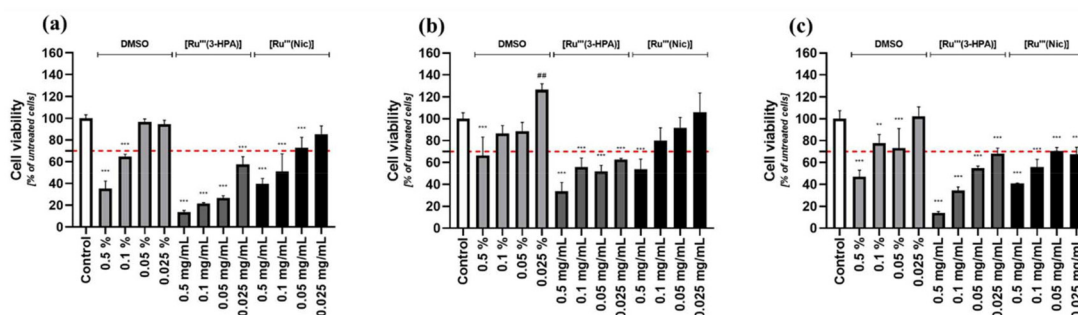 (a)
DMSO
[Ru"'(3-HPA)]
[Ru"'(Nic)]
Cell viability
[% of untreated cells]
160
140
120
100
80
60
40
20
0
***
***
***
***
***
***
***
***
***
Control
0.5 %
0.1 %
0.05 %
0.025 %
0.5 mg/mL
0.1 mg/mL
0.05 mg/mL
0.025 mg/mL
0.5 mg/mL
0.1 mg/mL
0.05 mg/mL
0.025 mg/mL
(b)
DMSO
[Ru"'(3-HPA)]
[Ru"'(Nic)]
Cell viability
[% of untreated cells]
160
140
120
100
80
60
40
20
0
***
##
***
***
***
***
***
Control
0.5 %
0.1 %
0.05 %
0.025 %
0.5 mg/mL
0.1 mg/mL
0.05 mg/mL
0.025 mg/mL
0.5 mg/mL
0.1 mg/mL
0.05 mg/mL
0.025 mg/mL
(c)
DMSO
[Ru"'(3-HPA)]
[Ru"'(Nic)]
Cell viability
[% of untreated cells]
160
140
120
100
80
60
40
20
0
***
**
***
***
***
***
***
***
***
***
**
Control
0.5 %
0.1 %
0.05 %
0.025 %
0.5 mg/mL
0.1 mg/mL
0.05 mg/mL
0.025 mg/mL
0.5 mg/mL
0.1 mg/mL
0.05 mg/mL
0.025 mg/mL